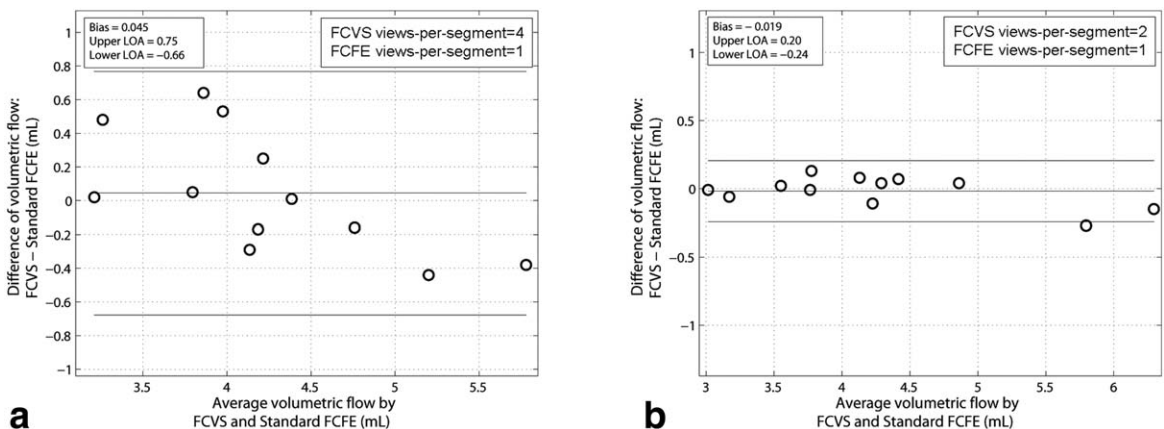 Bias = 0.045
Upper LOA = 0.75
Lower LOA = −0.66
FCVS views-per-segment=4
FCFE views-per-segment=1
1
0.8
0.6
0.4
0.2
0
−0.2
−0.4
−0.6
−0.8
−1
Difference of volumetric flow:
FCVS − Standard FCFE (mL)
3.5 4 4.5 5 5.5
Average volumetric flow by
FCVS and Standard FCFE (mL)
a
Bias = − 0.019
Upper LOA = 0.20
Lower LOA = −0.24
FCVS views-per-segment=2
FCFE views-per-segment=1
1
0.5
0
−0.5
−1
Difference of volumetric flow:
FCVS − Standard FCFE (mL)
3 3.5 4 4.5 5 5.5 6
Average volumetric flow by
FCVS and Standard FCFE (mL)
b